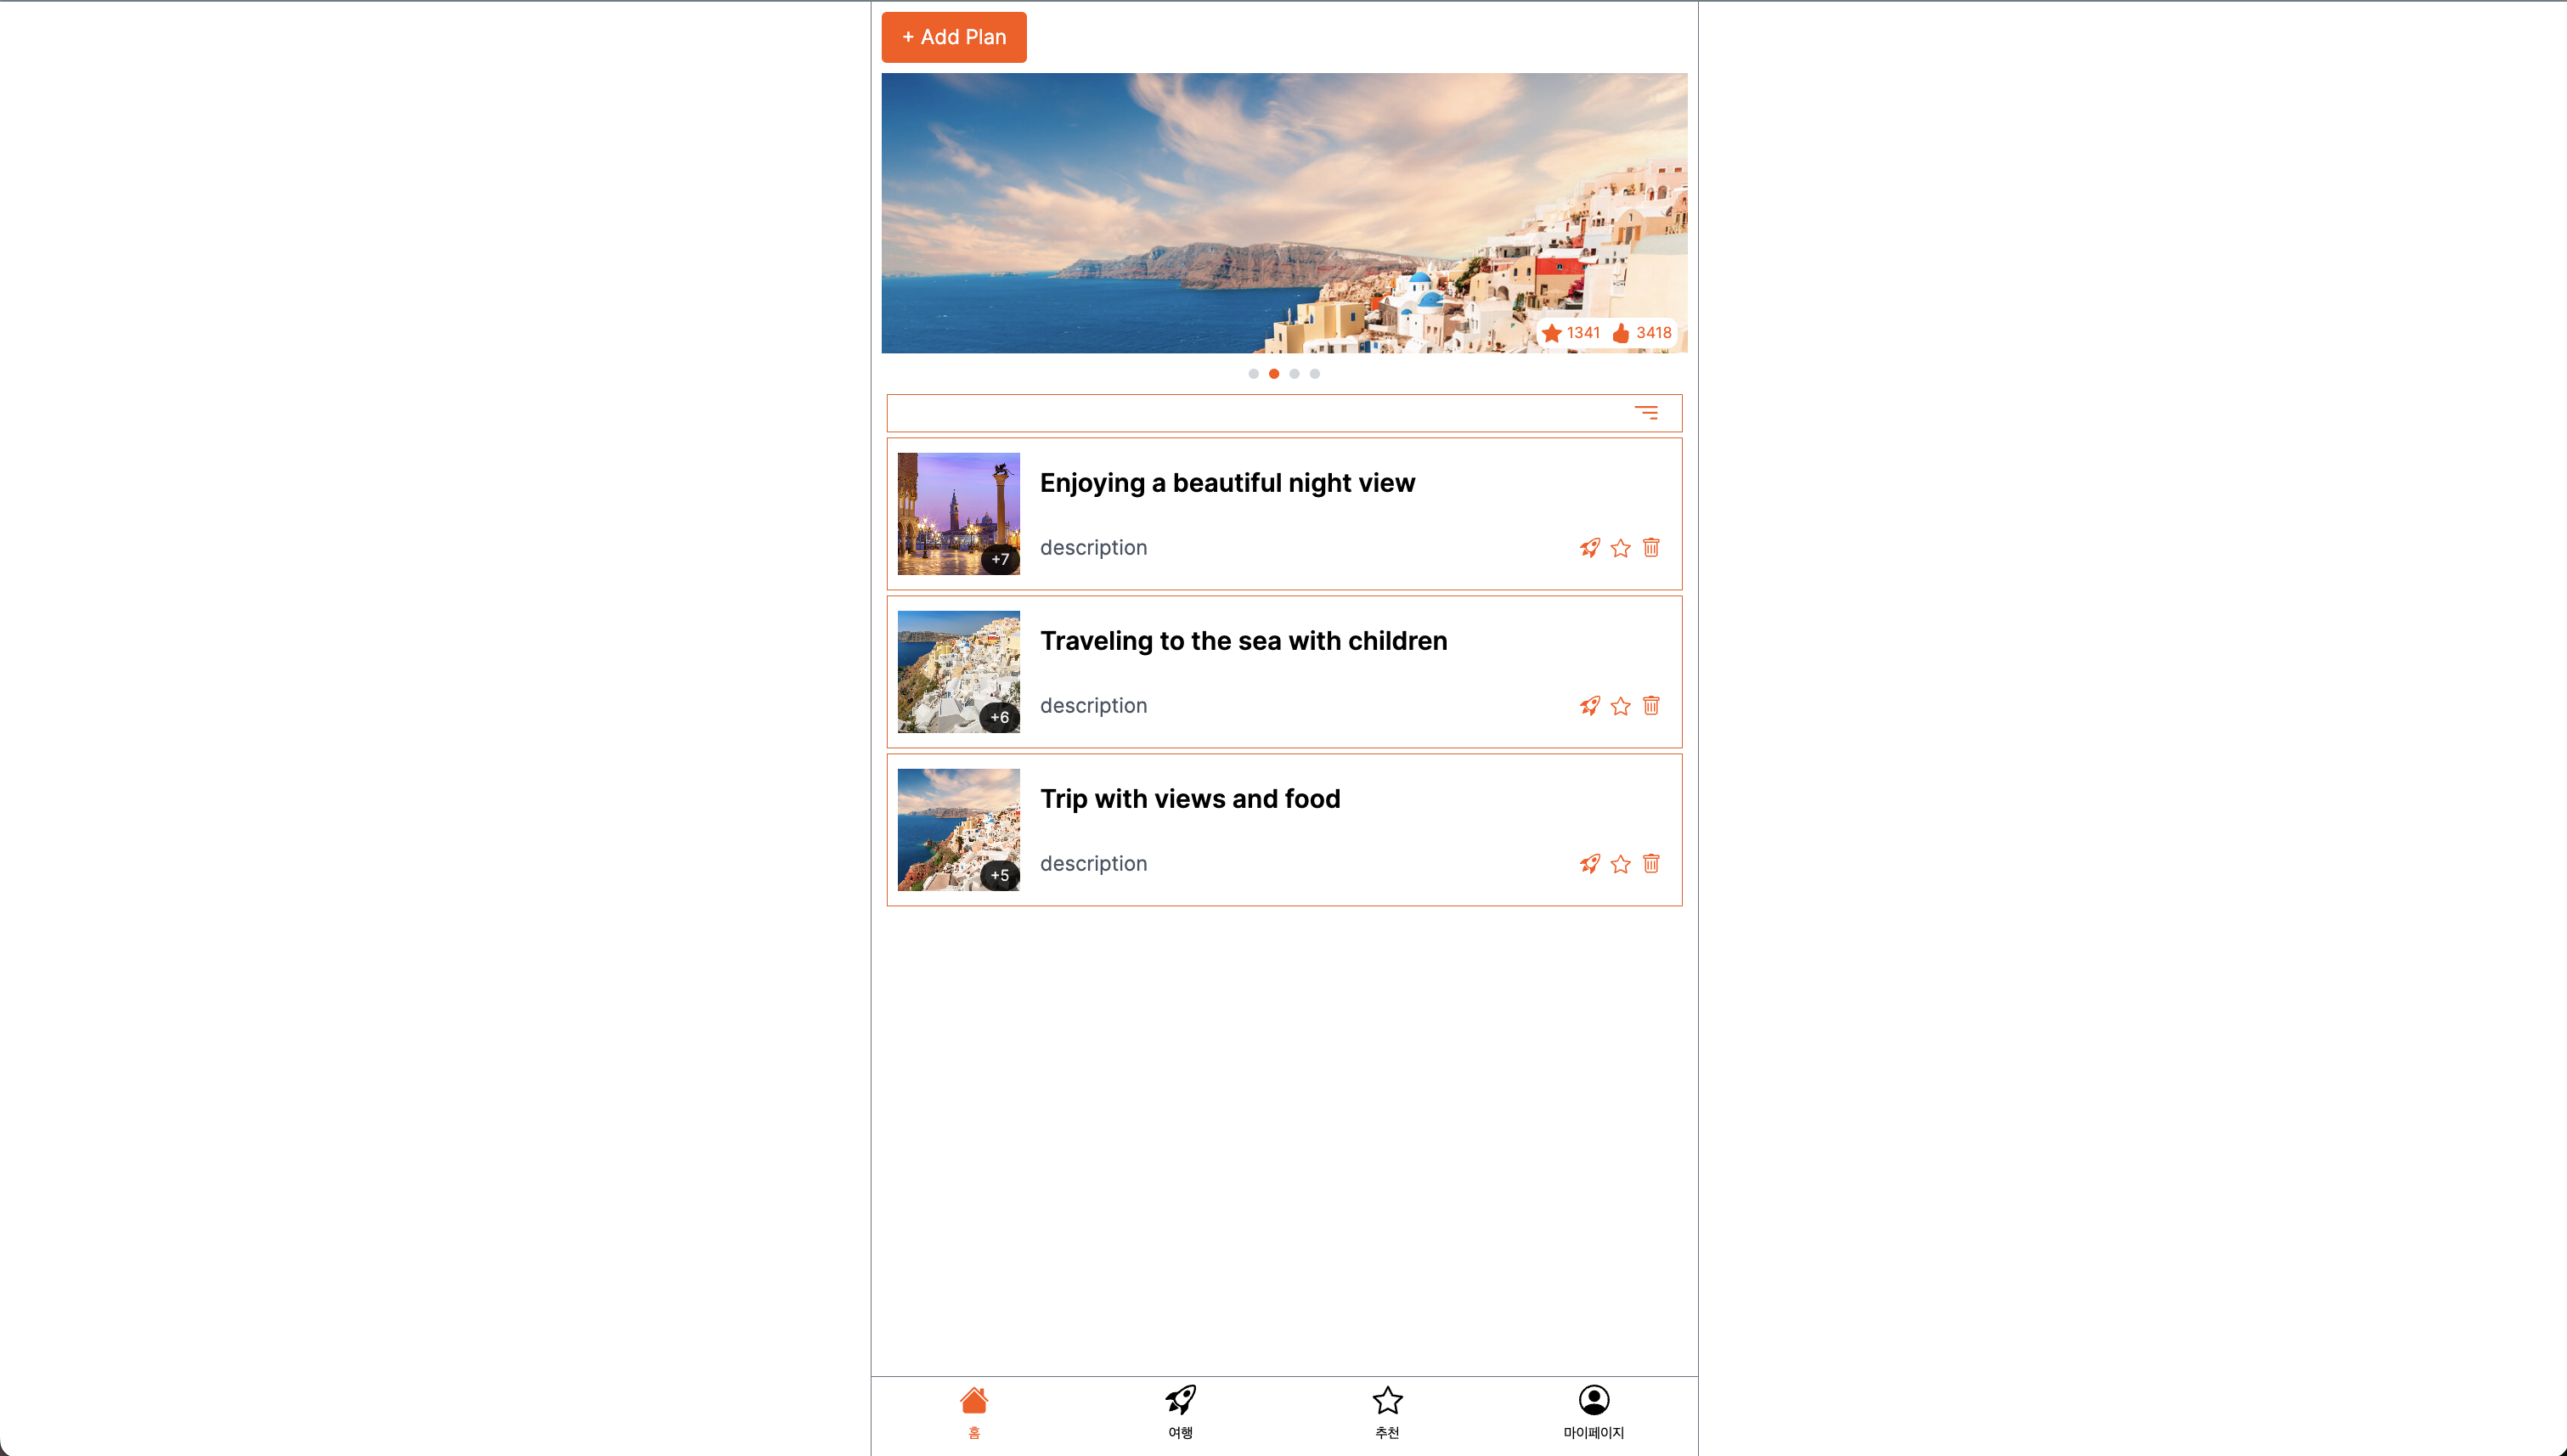 + Add Plan
1341 3418
Enjoying a beautiful night view
+7
description
Traveling to the sea with children
+6
description
Trip with views and food
+5
description
홈 여행 추천 마이페이지